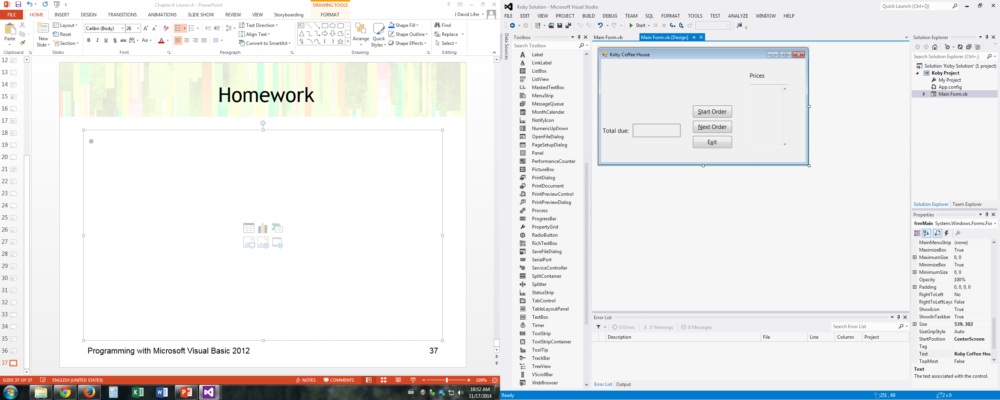 Chapter 6 Lesson A - PowerPoint
DRAWING TOOLS
FILE HOME INSERT DESIGN TRANSITIONS ANIMATIONS SLIDE SHOW REVIEW VIEW Storyboarding FORMAT
J David Lifer
Paste
New Slide
Layout
Reset
Section
Calibri (Body) 26
B I U S abc AV Aa A
Text Direction
Align Text
Convert to SmartArt
Arrange
Quick Styles
Shape Fill
Shape Outline
Shape Effects
Find
Replace
Select
Clipboard Slides Font Paragraph Drawing Editing
12
13
14
15
16
17
18
19
20
21
22
23
24
25
26
27
28
29
30
31
32
33
34
35
36
37
Homework
Programming with Microsoft Visual Basic 2012 37
SLIDE 37 OF 37 ENGLISH (UNITED STATES) NOTES COMMENTS 109%
10:52 AM
11/17/2014
Koby Solution - Microsoft Visual Studio
Quick Launch (Ctrl+Q)
FILE EDIT VIEW PROJECT BUILD DEBUG TEAM SQL FORMAT TOOLS TEST ANALYZE WINDOW HELP
Start
Data Sources
Toolbox
Search Toolbox
Label
LinkLabel
ListBox
ListView
MaskedTextBox
MenuStrip
MessageQueue
MonthCalendar
NotifyIcon
NumericUpDown
OpenFileDialog
PageSetupDialog
Panel
PerformanceCounter
PictureBox
PrintDialog
PrintDocument
PrintPreviewControl
PrintPreviewDialog
Process
ProgressBar
PropertyGrid
RadioButton
RichTextBox
SaveFileDialog
SerialPort
ServiceController
SplitContainer
Splitter
StatusStrip
TabControl
TableLayoutPanel
TextBox
Timer
ToolStrip
ToolStripContainer
ToolTip
TrackBar
TreeView
VScrollBar
WebBrowser
Main Form.vb Main Form.vb [Design]
Koby Coffee House
Prices
Start Order
Next Order
Total due:
Exit
Error List
0 Errors 0 Warnings 0 Messages Search Error List
Description File Line Column Project
Error List Output
Solution Explorer
Search Solution Explorer (Ctrl+;)
Solution 'Koby Solution' (1 project)
Koby Project
My Project
App.config
Main Form.vb
Solution Explorer Team Explorer
Properties
frmMain System.Windows.Forms.For
MainMenuStrip (none)
MaximizeBox True
MaximumSize 0, 0
MinimizeBox True
MinimumSize 0, 0
Opacity 100%
Padding 0, 0, 0, 0
RightToLeft No
RightToLeftLayc False
ShowIcon True
ShowInTaskbar True
Size 539, 302
SizeGripStyle Auto
StartPosition CenterScreen
Tag
Text Koby Coffee Hou
TopMost False
Text
The text associated with the control.
Ready 251 , 69 2 x 0